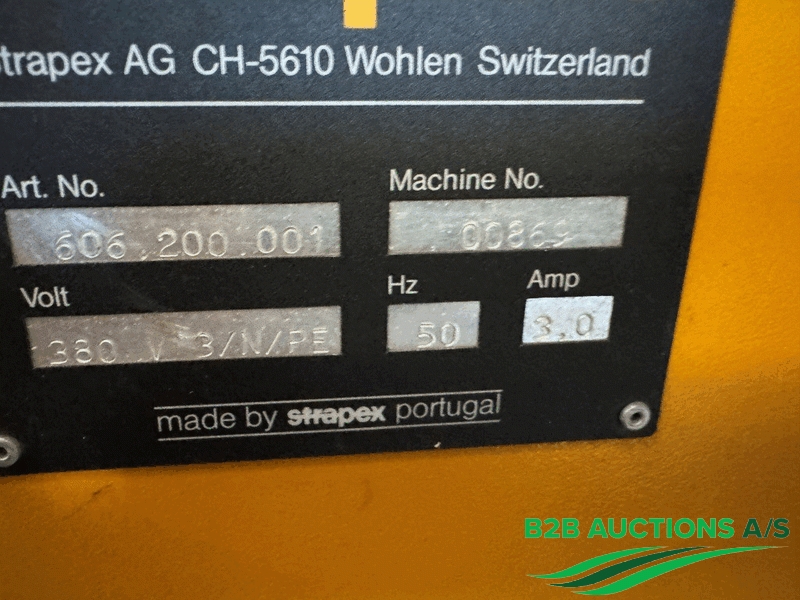 strapex AG CH-5610 Wohlen Switzerland
Art. No.
Machine No.
606.200.001
00869
Volt
Hz
Amp
380 V 3/N/PE
50
3.0
made by strapex portugal
B2B AUCTIONS A/S